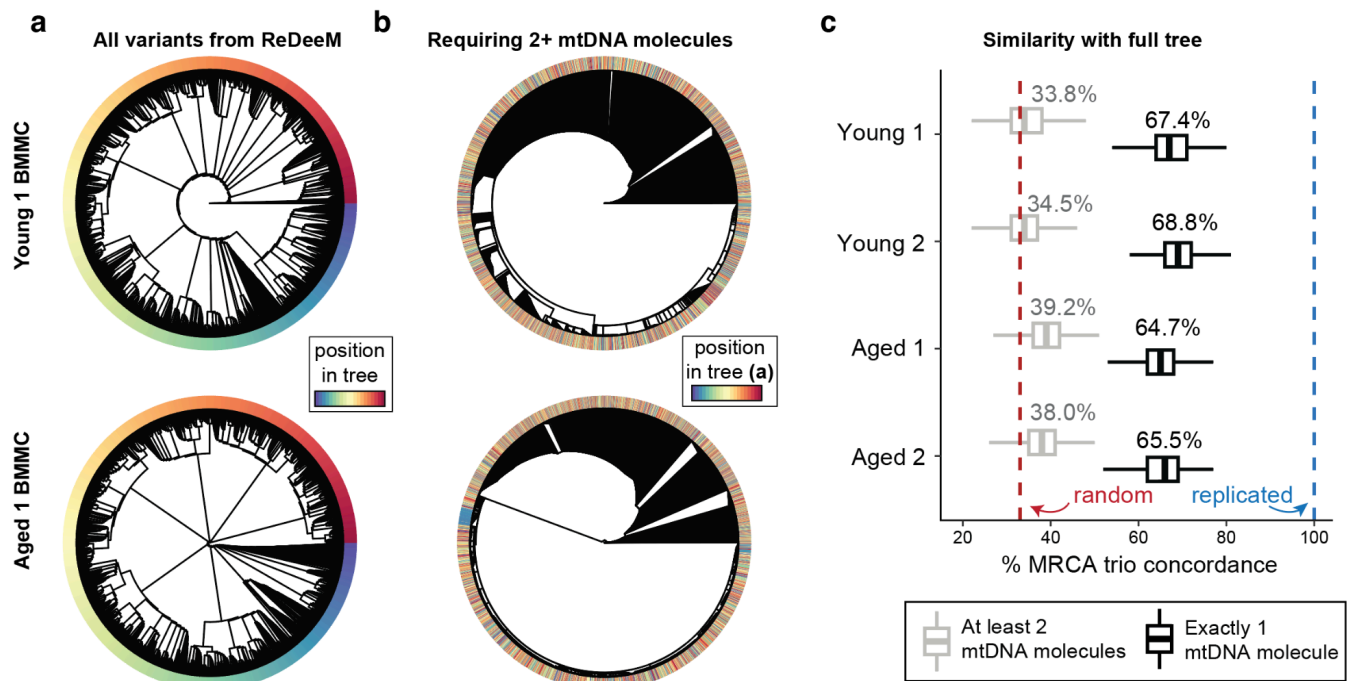 a
All variants from ReDeeM
b
Requiring 2+ mtDNA molecules
c
Similarity with full tree
Young 1 BMMC
Aged 1 BMMC
position
in tree
position
in tree (a)
Young 1
Young 2
Aged 1
Aged 2
33.8%
67.4%
34.5%
68.8%
39.2%
64.7%
38.0%
65.5%
random
replicated
20
40
60
80
100
% MRCA trio concordance
At least 2
mtDNA molecules
Exactly 1
mtDNA molecule